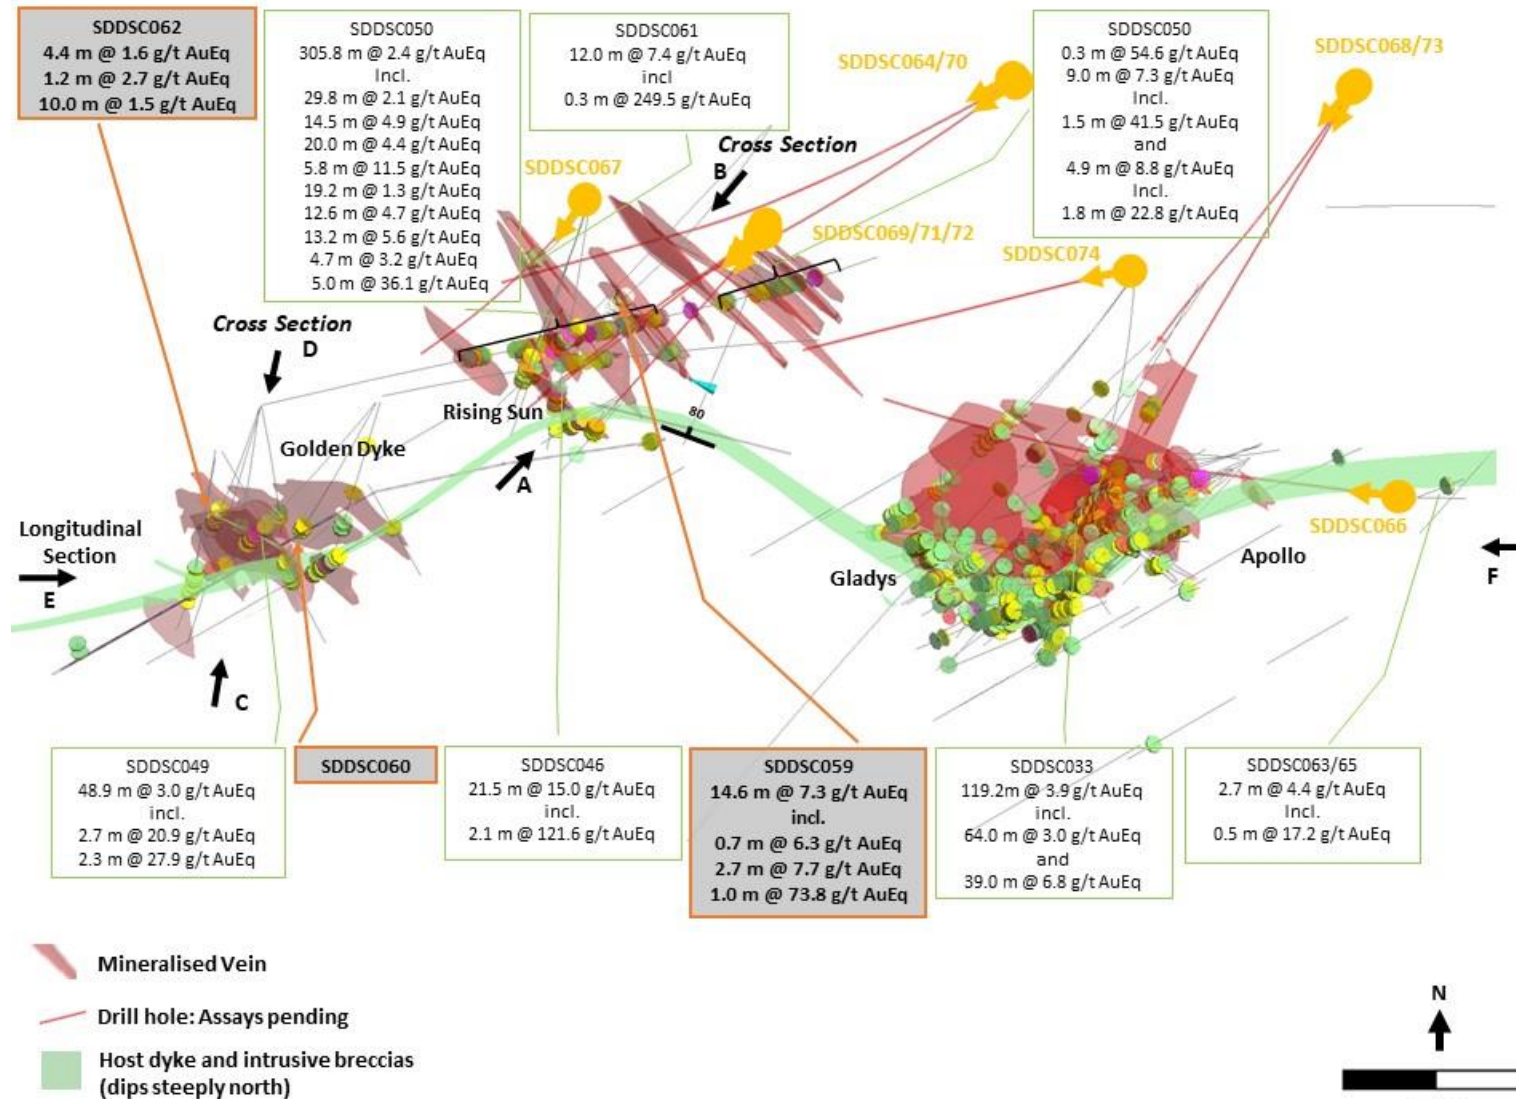 SDDSC062
4.4 m @ 1.6 g/t AuEq
1.2 m @ 2.7 g/t AuEq
10.0 m @ 1.5 g/t AuEq
SDDSC050
305.8 m @ 2.4 g/t AuEq
Incl.
29.8 m @ 2.1 g/t AuEq
14.5 m @ 4.9 g/t AuEq
20.0 m @ 4.4 g/t AuEq
5.8 m @ 11.5 g/t AuEq
19.2 m @ 1.3 g/t AuEq
12.6 m @ 4.7 g/t AuEq
13.2 m @ 5.6 g/t AuEq
4.7 m @ 3.2 g/t AuEq
5.0 m @ 36.1 g/t AuEq
SDDSC061
12.0 m @ 7.4 g/t AuEq
incl
0.3 m @ 249.5 g/t AuEq
SDDSC064/70
SDDSC050
0.3 m @ 54.6 g/t AuEq
9.0 m @ 7.3 g/t AuEq
Incl.
1.5 m @ 41.5 g/t AuEq
and
4.9 m @ 8.8 g/t AuEq
Incl.
1.8 m @ 22.8 g/t AuEq
SDDSC068/73
Cross Section
B
SDDSC067
SDDSC069/71/72
SDDSC074
Cross Section
D
Rising Sun
80
Golden Dyke
A
Longitudinal
Section
E
SDDSC066
Apollo
Gladys
F
C
SDDSC049
48.9 m @ 3.0 g/t AuEq
incl.
2.7 m @ 20.9 g/t AuEq
2.3 m @ 27.9 g/t AuEq
SDDSC060
SDDSC046
21.5 m @ 15.0 g/t AuEq
incl.
2.1 m @ 121.6 g/t AuEq
SDDSC059
14.6 m @ 7.3 g/t AuEq
incl.
0.7 m @ 6.3 g/t AuEq
2.7 m @ 7.7 g/t AuEq
1.0 m @ 73.8 g/t AuEq
SDDSC033
119.2m @ 3.9 g/t AuEq
incl.
64.0 m @ 3.0 g/t AuEq
and
39.0 m @ 6.8 g/t AuEq
SDDSC063/65
2.7 m @ 4.4 g/t AuEq
Incl.
0.5 m @ 17.2 g/t AuEq
Mineralised Vein
Drill hole: Assays pending
Host dyke and intrusive breccias
(dips steeply north)
N